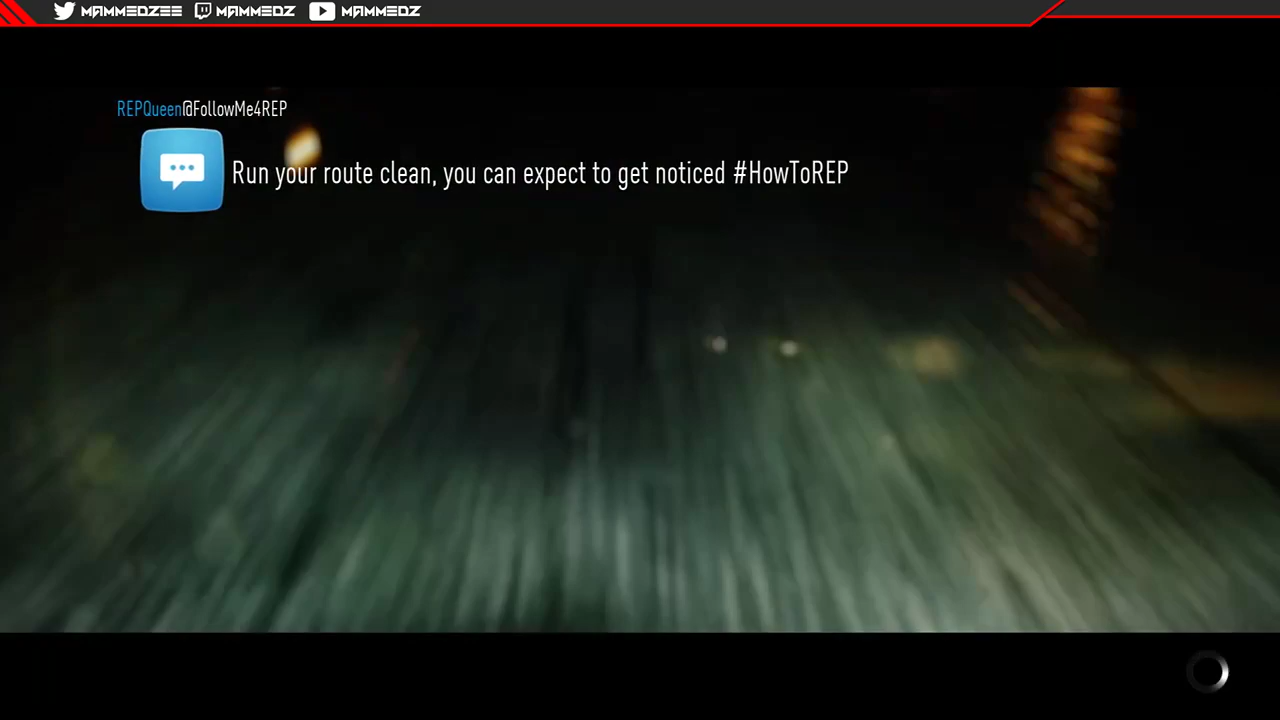 MAMMEDZEE MAMMEDZ MAMMEDZ
REPQueen@FollowMe4REP
Run your route clean, you can expect to get noticed #HowToREP